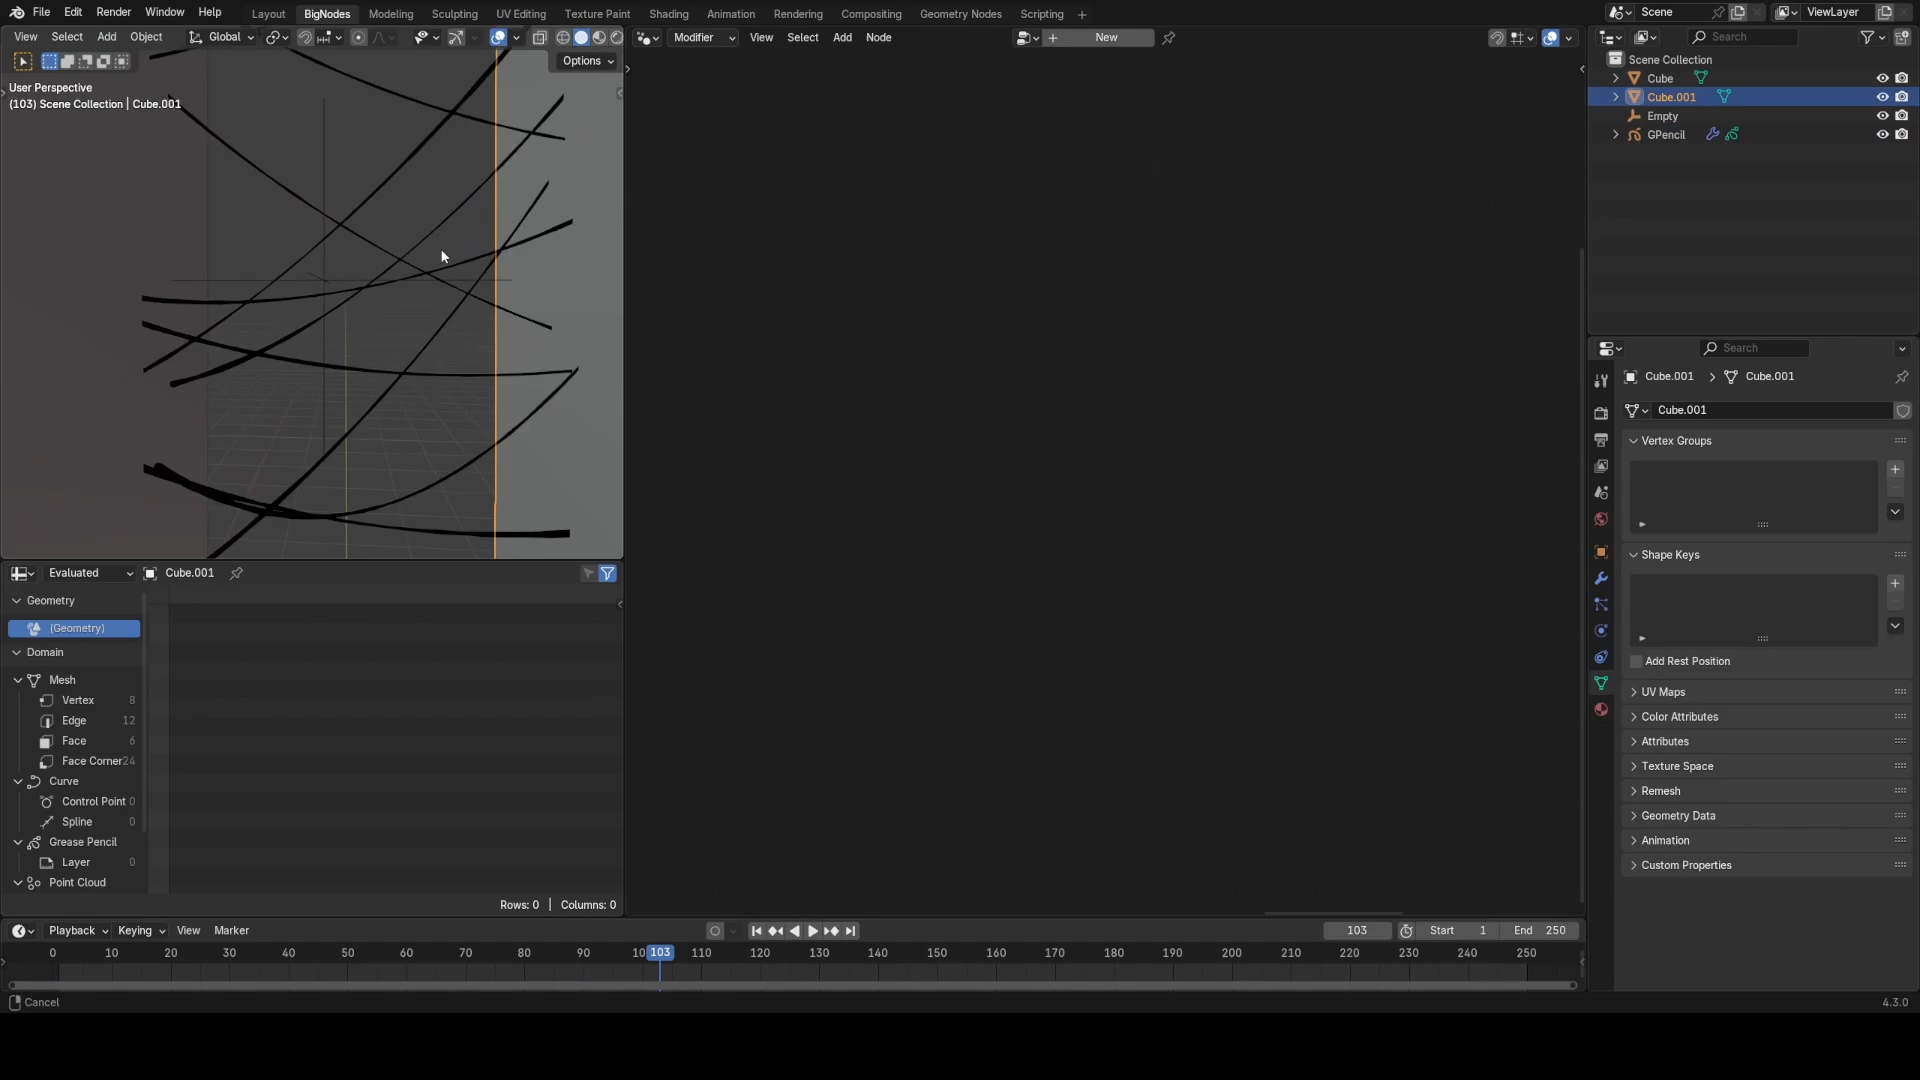 File Edit Render Window Help Layout BigNodes Modeling Sculpting UV Editing Texture Paint Shading Animation Rendering Compositing Geometry Nodes Scripting + Scene ViewLayer
View Select Add Object Global Modifier View Select Add Node + New Search
Options
User Perspective
(103) Scene Collection | Cube.001
Scene Collection
Cube
Cube.001
Empty
GPencil
Search
Cube.001 > Cube.001
Cube.001
Vertex Groups
Shape Keys
Add Rest Position
UV Maps
Color Attributes
Attributes
Texture Space
Remesh
Geometry Data
Animation
Custom Properties
Evaluated Cube.001
Geometry
(Geometry)
Domain
Mesh
Vertex 8
Edge 12
Face 6
Face Corner 24
Curve
Control Point 0
Spline 0
Grease Pencil
Layer 0
Point Cloud
Rows: 0 | Columns: 0
Playback Keying View Marker 103 Start 1 End 250
0 10 20 30 40 50 60 70 80 90 10 103 110 120 130 140 150 160 170 180 190 200 210 220 230 240 250
Cancel 4.3.0